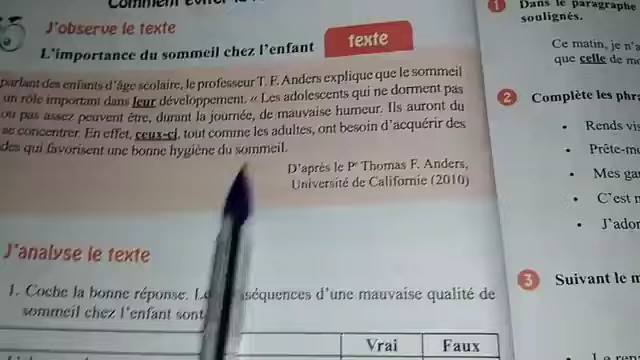 Comment éviter le
J'observe le texte
L'importance du sommeil chez l'enfant
texte
parlant des enfants d'âge scolaire, le professeur T. F. Anders explique que le sommeil
un rôle important dans leur développement. « Les adolescents qui ne dorment pas
ou pas assez peuvent être, durant la journée, de mauvaise humeur. Ils auront du
se concentrer. En effet, ceux-ci, tout comme les adultes, ont besoin d'acquérir des
des qui favorisent une bonne hygiène du sommeil.
D'après le Pr Thomas F. Anders,
Université de Californie (2010)
J'analyse le texte
1. Coche la bonne réponse. séquences d'une mauvaise qualité de
sommeil chez l'enfant sont
Vrai Faux
1 Dans le paragraphe
soulignés.
Ce matin, je n'a
que celle de
2 Complète les phr
• Rends vis
• Prête-m
• Mes ga
• C'est
• J'ador
3 Suivant le m